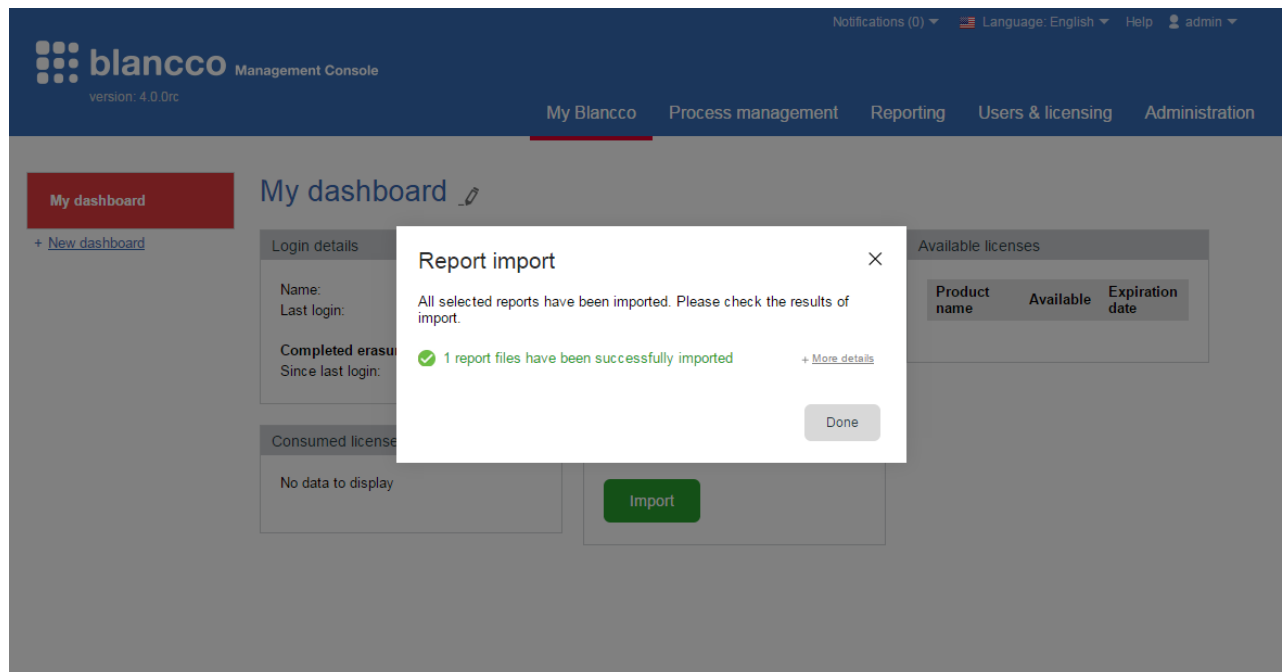 Notifications (0) Language: English Help admin
blancco Management Console
version: 4.0.0rc
My Blancco Process management Reporting Users & licensing Administration
My dashboard
+ New dashboard
My dashboard
Login details
Name:
Last login:
Completed
Since last login:
Report import
All selected reports have been imported. Please check the results of
import.
1 report files have been successfully imported
+ More details
Done
Available licenses
Product name Available Expiration date
Consumed
No data to display
Import